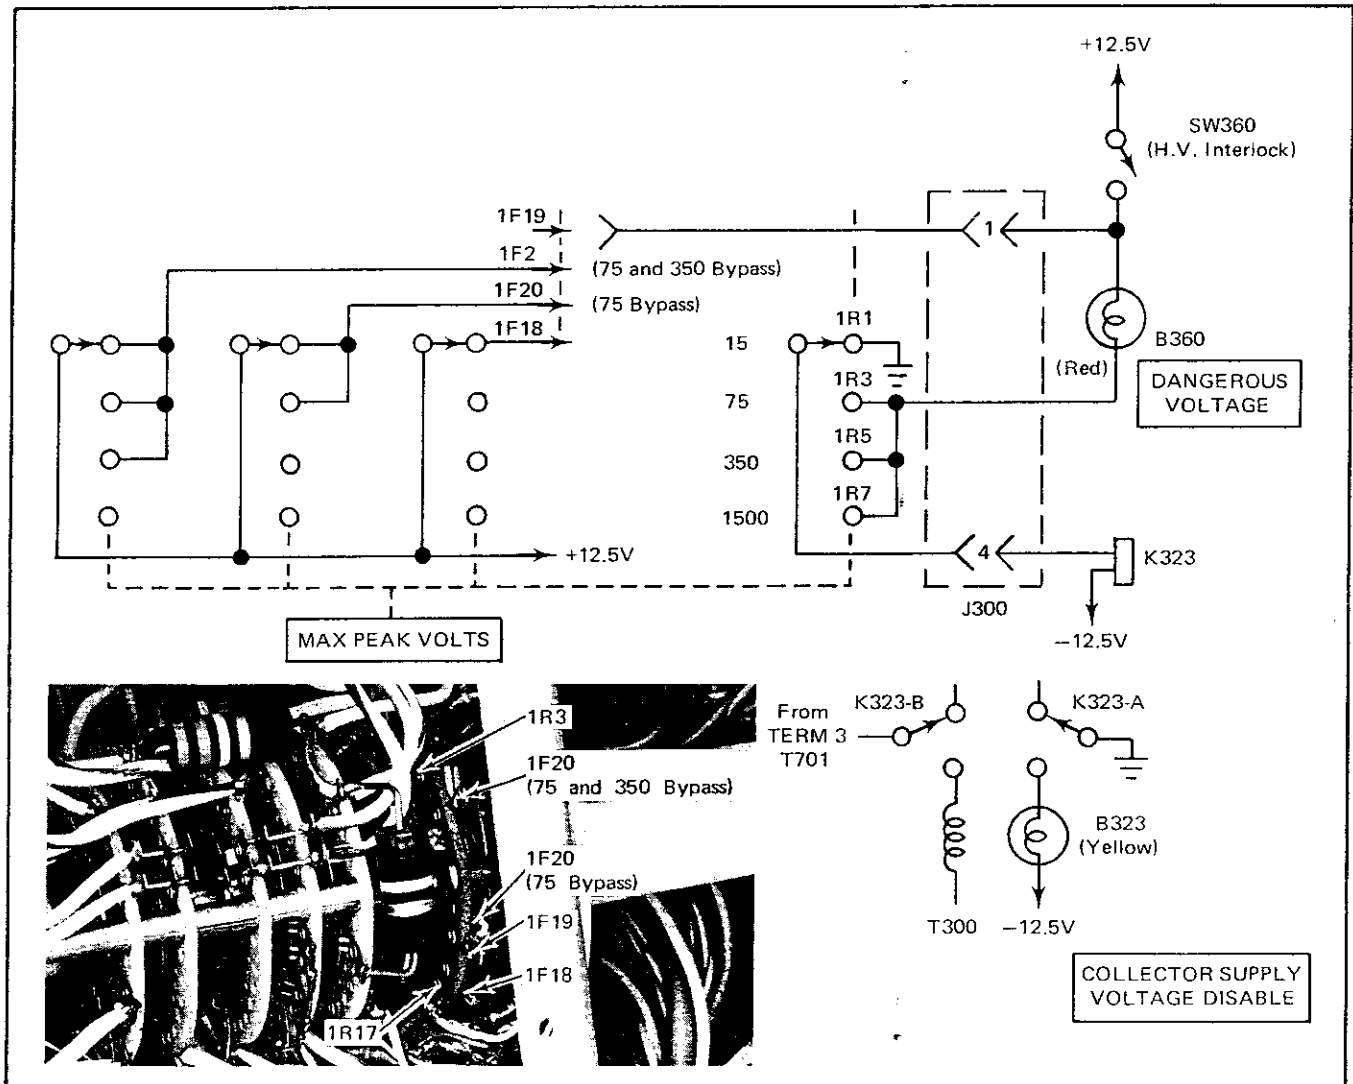 +12.5V
SW360
(H.V. Interlock)
1F19
1
1F2
(75 and 350 Bypass)
1F20
(75 Bypass)
1F18
15
1R1
B360
(Red)
DANGEROUS
VOLTAGE
1R3
75
1R5
350
1R7
1500
+12.5V
4
K323
J300
−12.5V
MAX PEAK VOLTS
1R3
1F20
(75 and 350 Bypass)
1F20
(75 Bypass)
1F19
1F18
1R17
From
TERM 3
T701
K323-B
K323-A
B323
(Yellow)
T300
−12.5V
COLLECTOR SUPPLY
VOLTAGE DISABLE